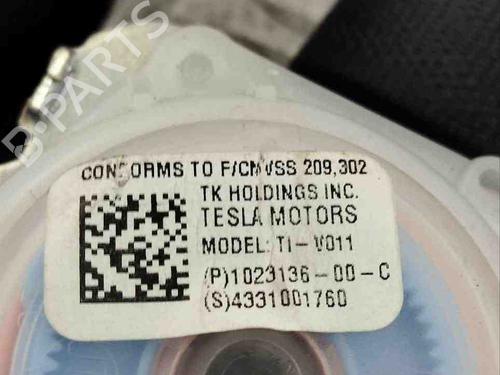 CONFORMS TO F/CMVSS 209,302
TK HOLDINGS INC.
TESLA MOTORS
MODEL: TI-V011
(P)1023136-00-C
(S)4331001760
B-PARTS